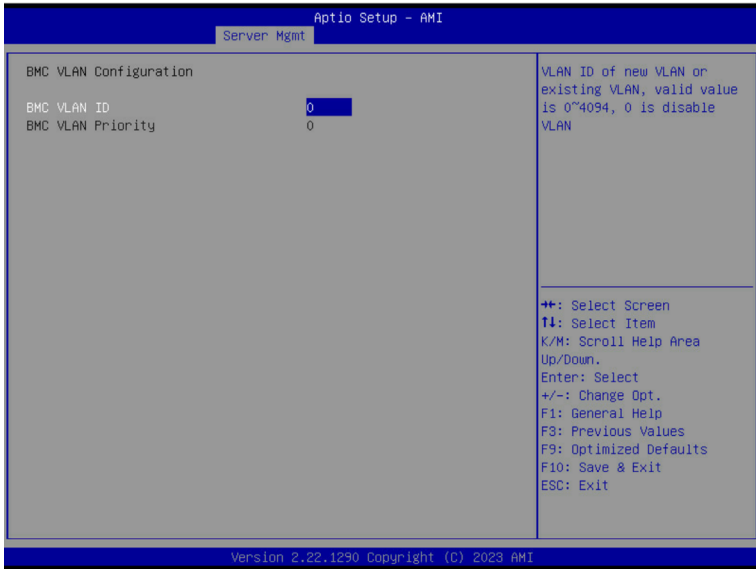 Aptio Setup - AMI
Server Mgmt
BMC VLAN Configuration
BMC VLAN ID 0
BMC VLAN Priority 0
VLAN ID of new VLAN or
existing VLAN, valid value
is 0~4094, 0 is disable
VLAN
→←: Select Screen
↑↓: Select Item
K/M: Scroll Help Area
Up/Down.
Enter: Select
+/-: Change Opt.
F1: General Help
F3: Previous Values
F9: Optimized Defaults
F10: Save & Exit
ESC: Exit
Version 2.22.1290 Copyright (C) 2023 AMI